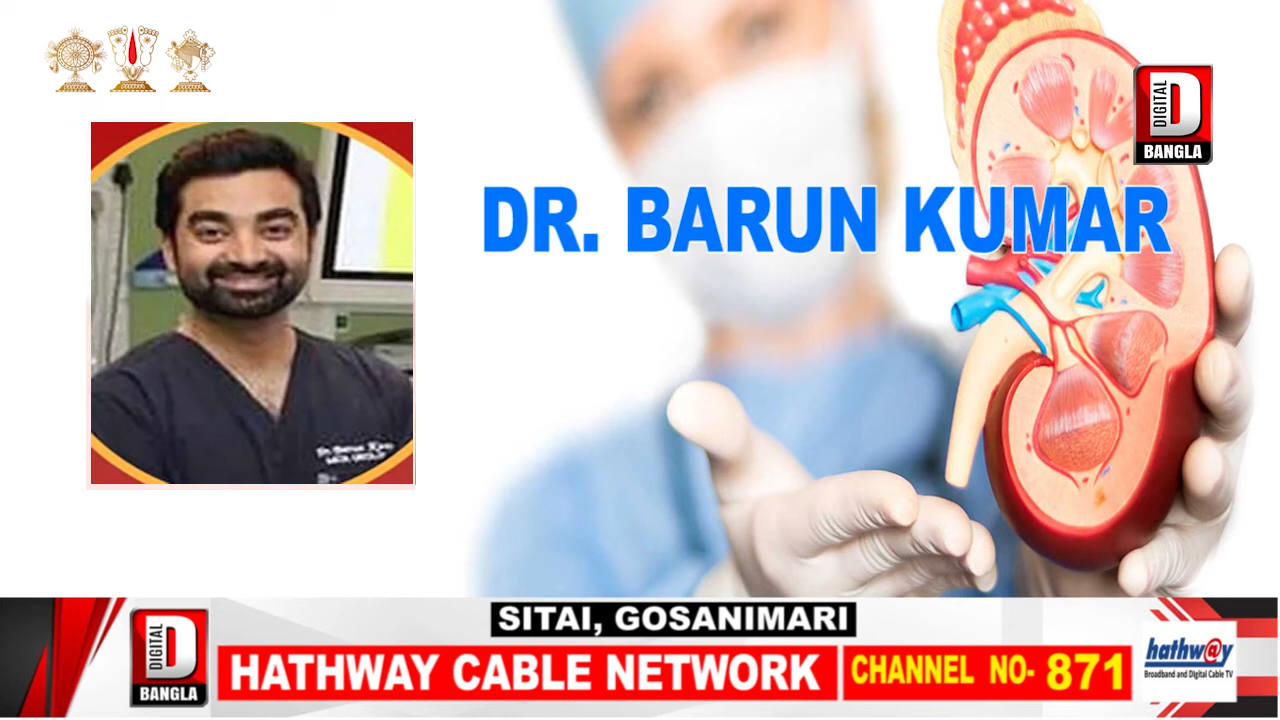 DIGITAL
BANGLA
DR. BARUN KUMAR
SITAI, GOSANIMARI
DIGITAL
BANGLA
HATHWAY CABLE NETWORK
CHANNEL NO- 871
hathw@y
Broadband and Digital Cable TV